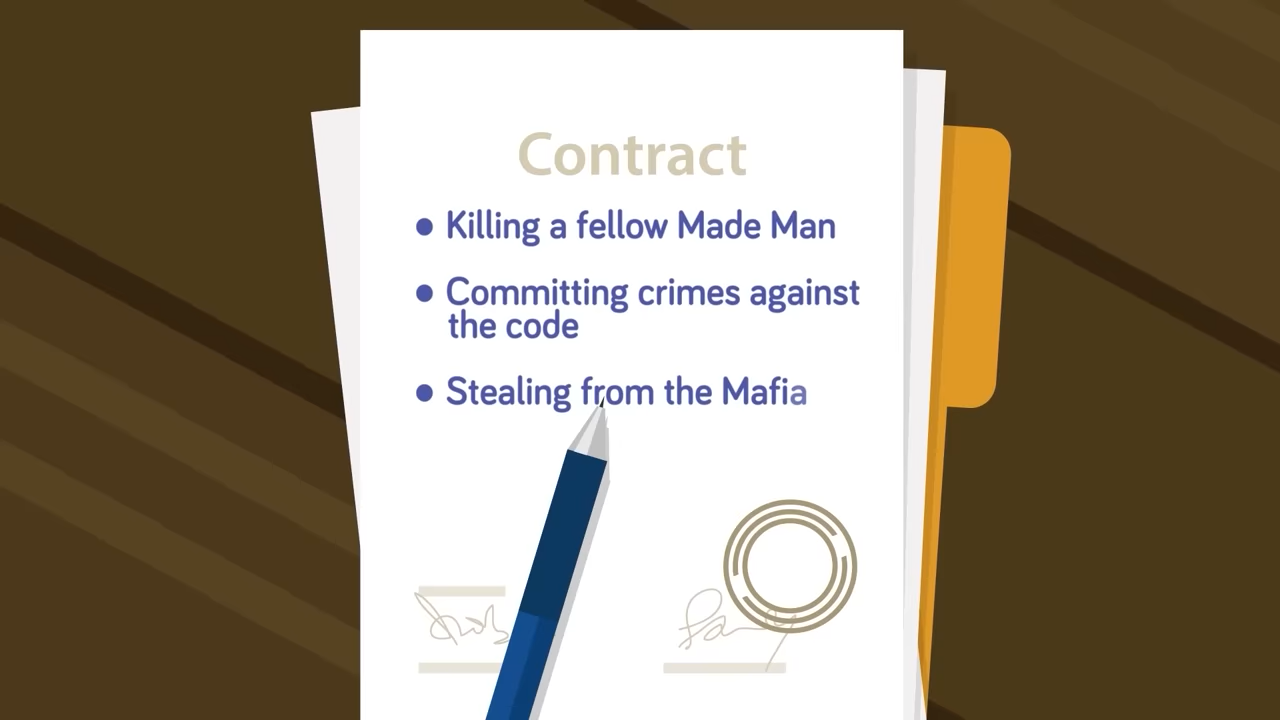 Contract
• Killing a fellow Made Man
• Committing crimes against
the code
• Stealing from the Mafia